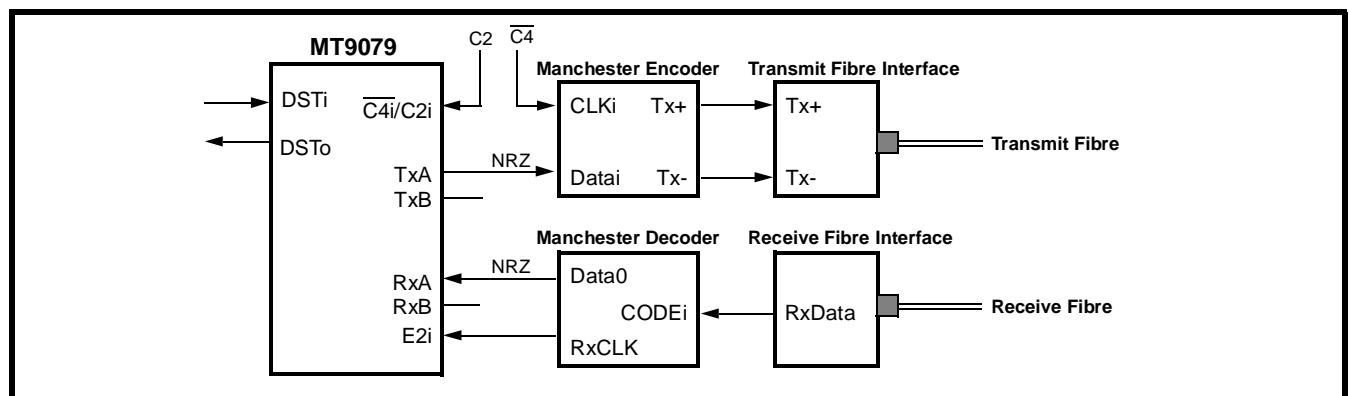 MT9079
C2
C4
Manchester Encoder
Transmit Fibre Interface
DSTi
C4i/C2i
CLKi
Tx+
Tx+
DSTo
Transmit Fibre
TxA
NRZ
Datai
Tx-
Tx-
TxB
Manchester Decoder
Receive Fibre Interface
RxA
NRZ
Data0
RxB
CODEi
RxData
Receive Fibre
E2i
RxCLK